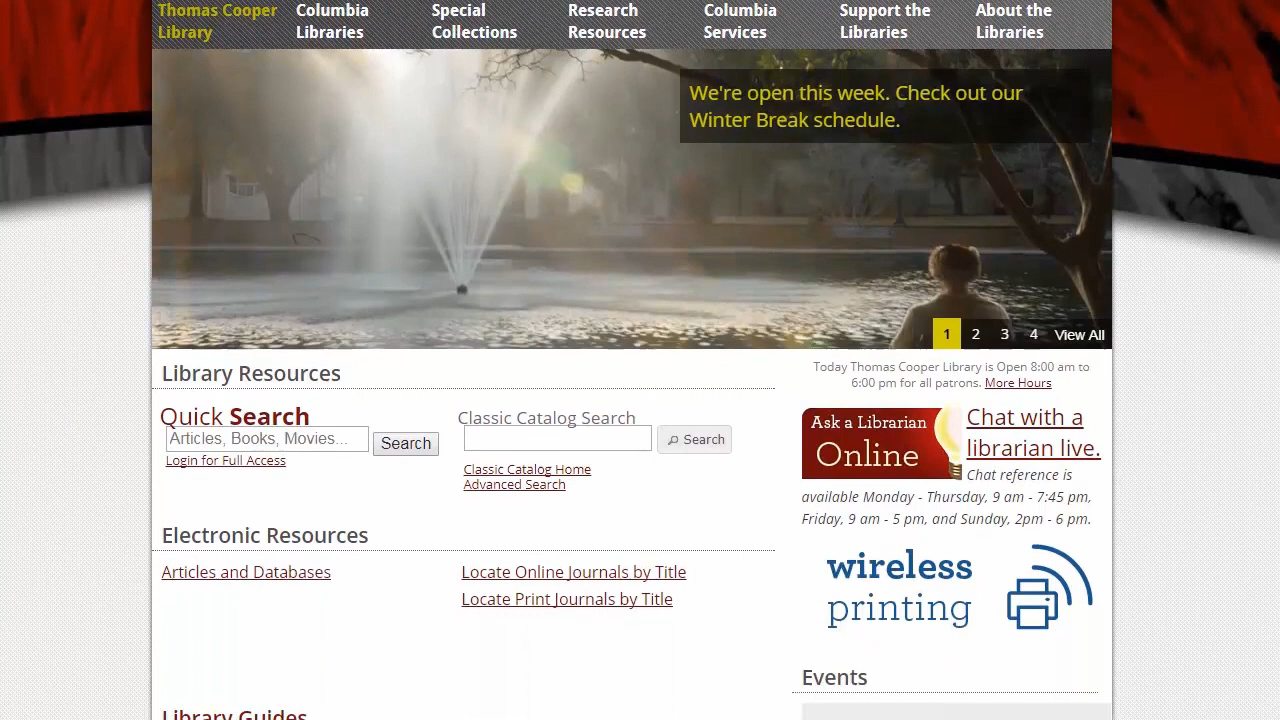 Thomas Cooper
Library
Columbia
Libraries
Special
Collections
Research
Resources
Columbia
Services
Support the
Libraries
About the
Libraries
We're open this week. Check out our
Winter Break schedule.
1 2 3 4 View All
Library Resources
Quick Search
Articles, Books, Movies...
Search
Login for Full Access
Classic Catalog Search
Search
Classic Catalog Home
Advanced Search
Electronic Resources
Articles and Databases
Locate Online Journals by Title
Locate Print Journals by Title
Library Guides
Today Thomas Cooper Library is Open 8:00 am to
6:00 pm for all patrons. More Hours
Ask a Librarian
Online
Chat with a
librarian live.
Chat reference is
available Monday - Thursday, 9 am - 7:45 pm,
Friday, 9 am - 5 pm, and Sunday, 2pm - 6 pm.
wireless
printing
Events